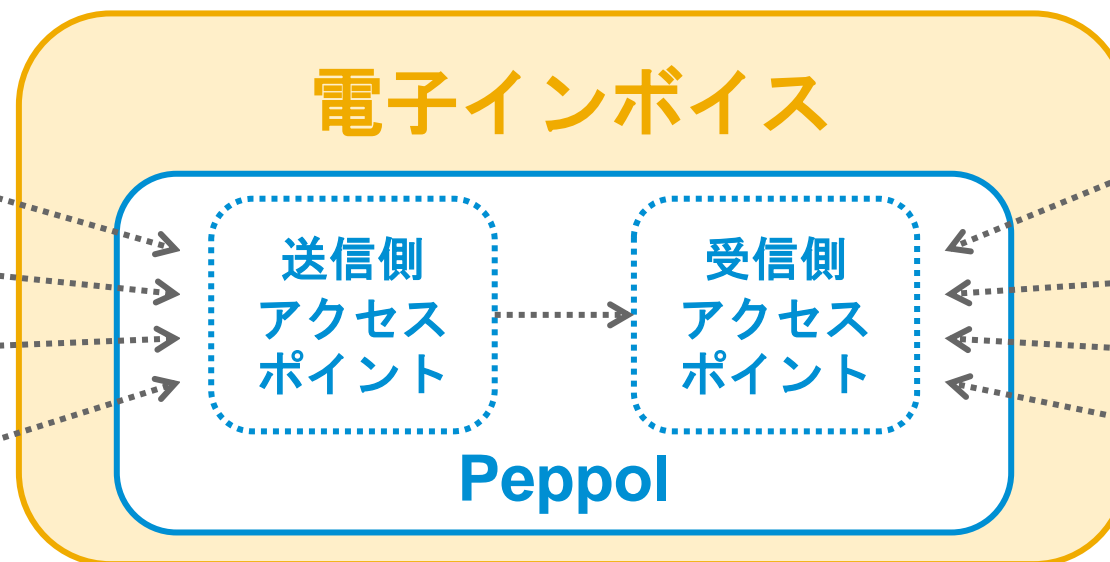 電子インボイス
送信側
アクセス
ポイント
受信側
アクセス
ポイント
Peppol